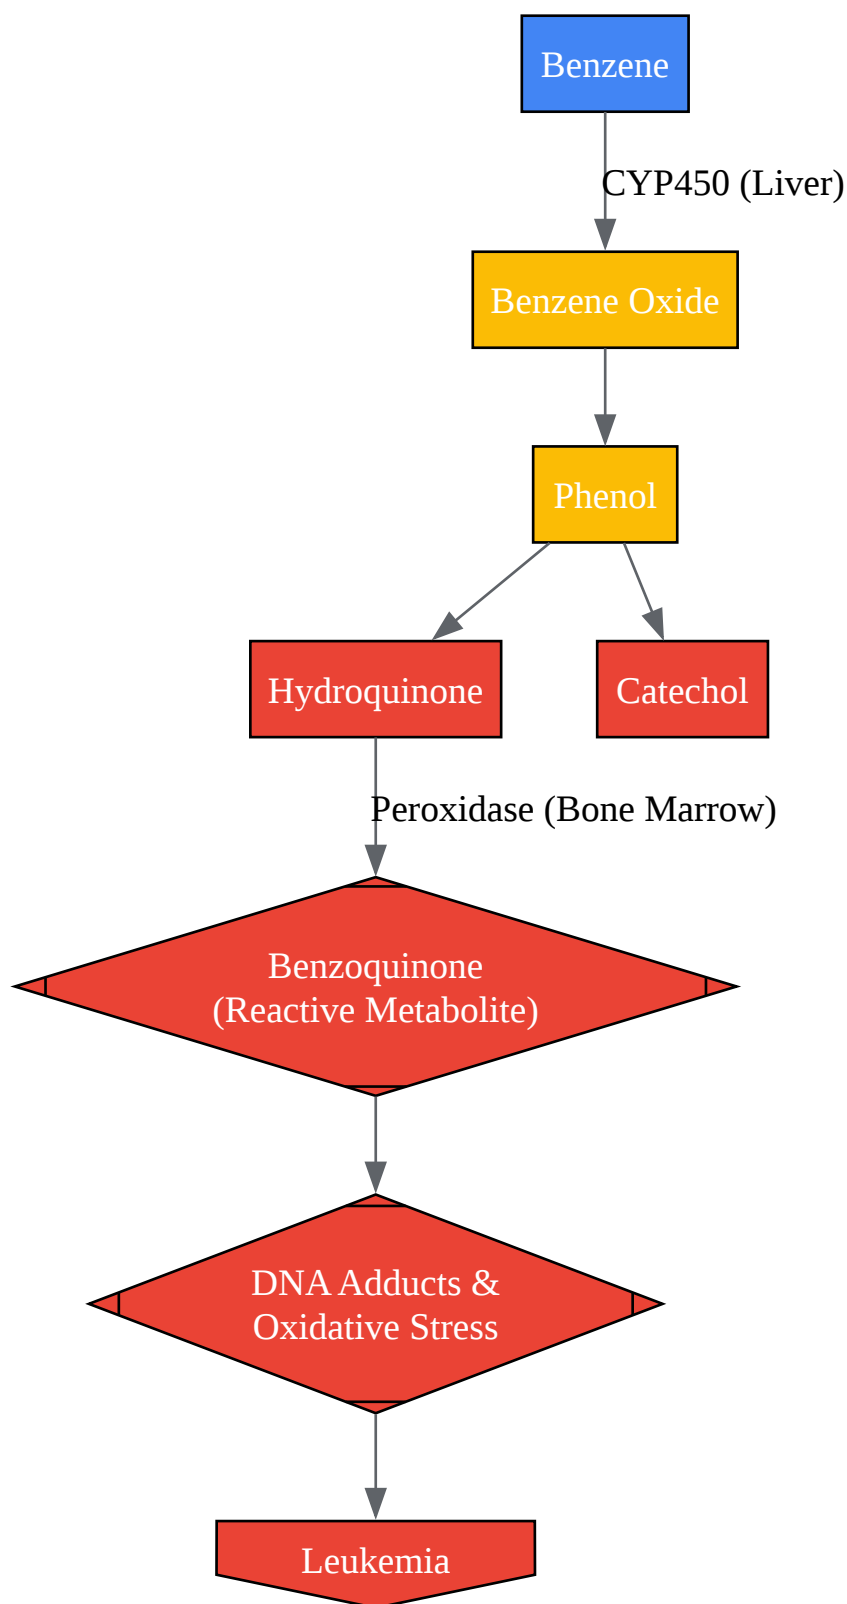 Benzene
CYP450 (Liver)
Benzene Oxide
Phenol
Hydroquinone
Catechol
Peroxidase (Bone Marrow)
Benzoquinone
(Reactive Metabolite)
DNA Adducts &
Oxidative Stress
Leukemia